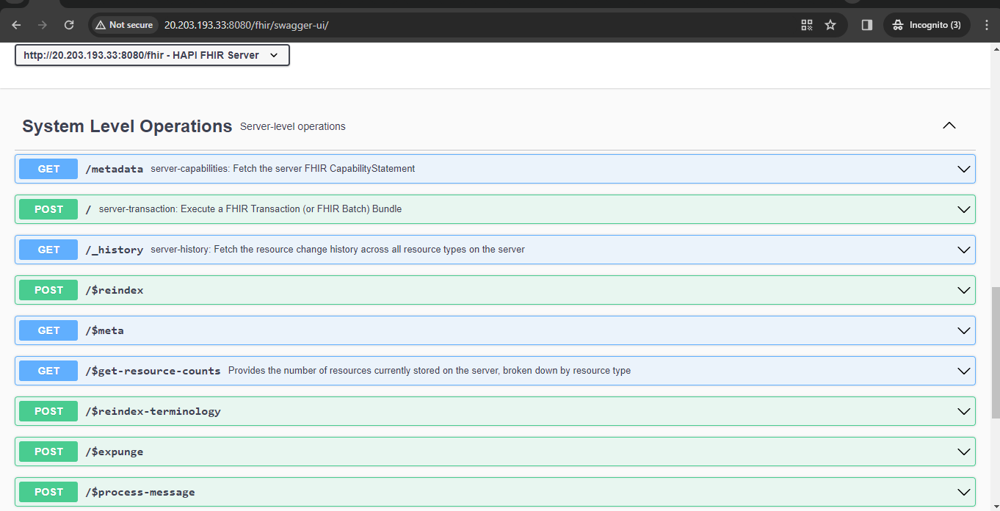 Not secure 20.203.193.33:8080/fhir/swagger-ui/ Incognito (3)
http://20.203.193.33:8080/fhir - HAPI FHIR Server
System Level Operations Server-level operations
GET /metadata server-capabilities: Fetch the server FHIR CapabilityStatement
POST / server-transaction: Execute a FHIR Transaction (or FHIR Batch) Bundle
GET /_history server-history: Fetch the resource change history across all resource types on the server
POST /$reindex
GET /$meta
GET /$get-resource-counts Provides the number of resources currently stored on the server, broken down by resource type
POST /$reindex-terminology
POST /$expunge
POST /$process-message